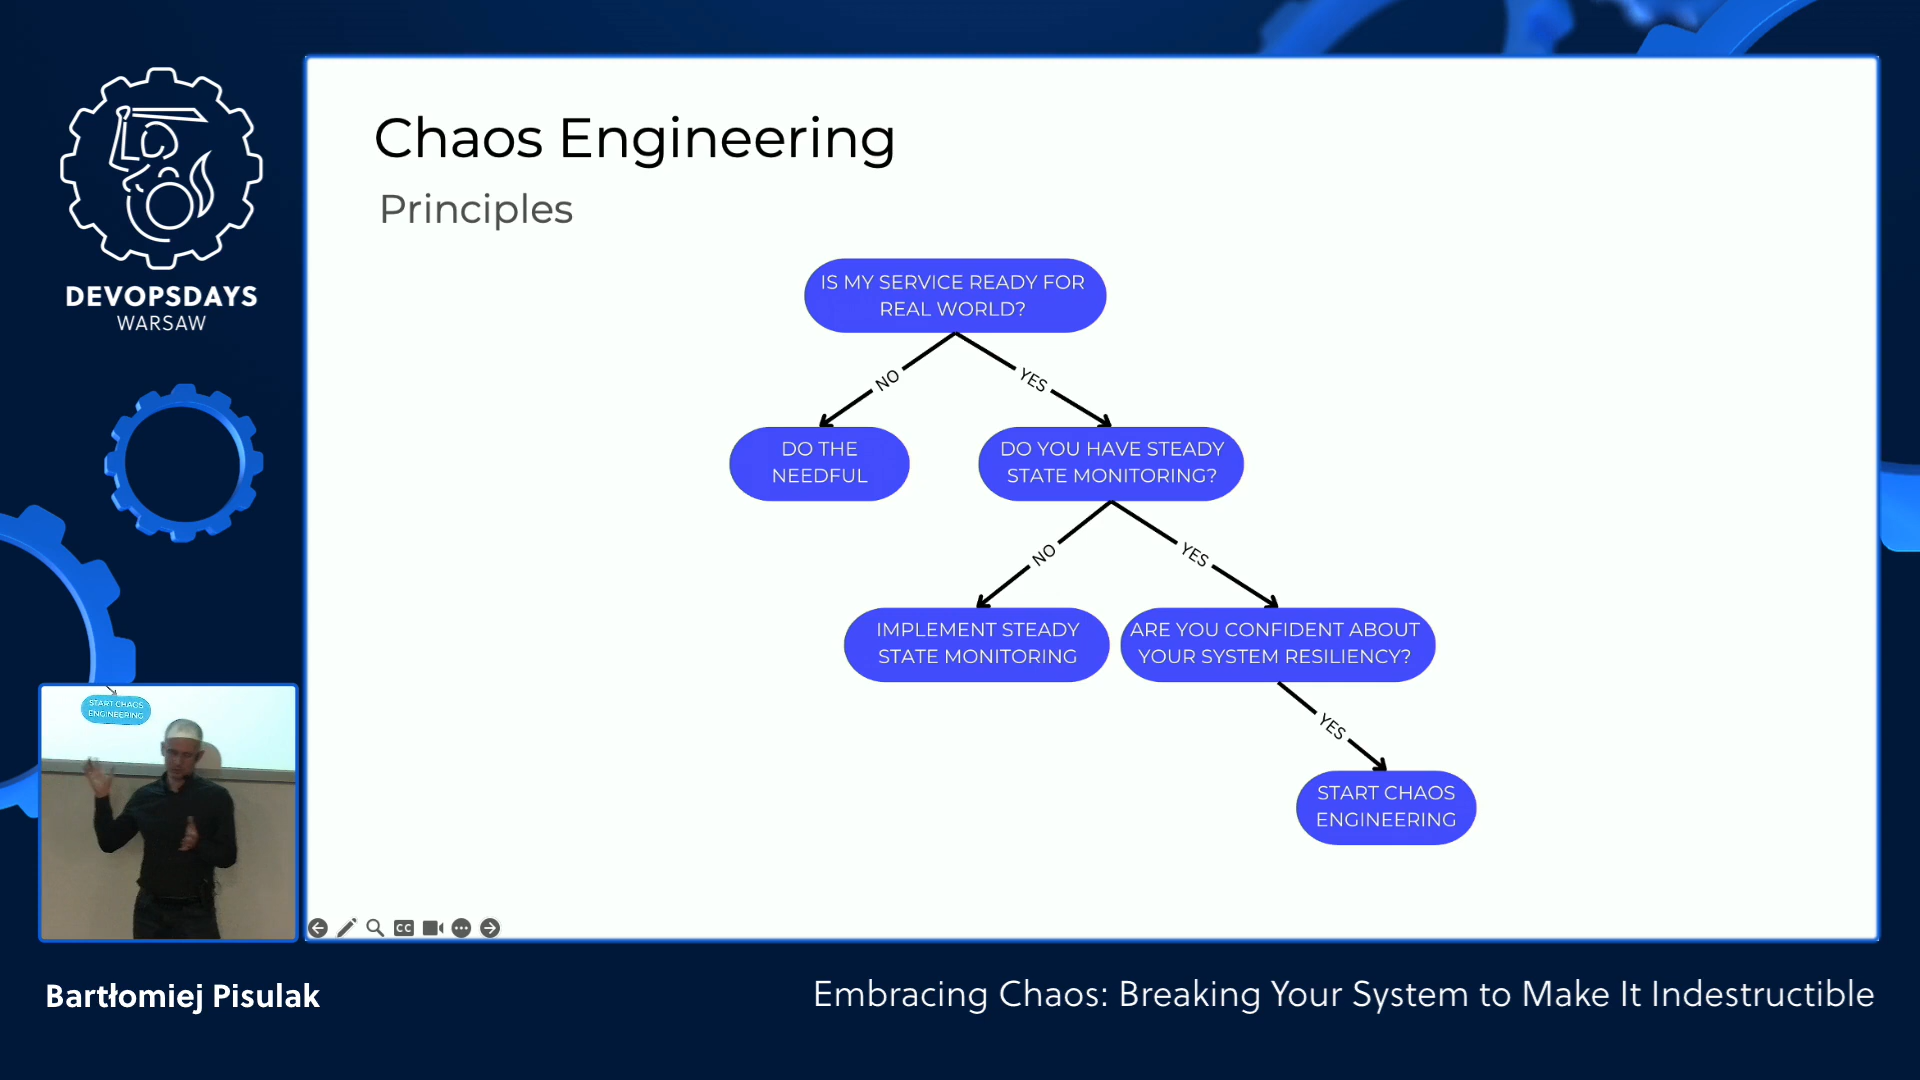 DEVOPSDAYS
WARSAW
Chaos Engineering
Principles
IS MY SERVICE READY FOR
REAL WORLD?
NO
YES
DO THE
NEEDFUL
DO YOU HAVE STEADY
STATE MONITORING?
NO
YES
IMPLEMENT STEADY
STATE MONITORING
ARE YOU CONFIDENT ABOUT
YOUR SYSTEM RESILIENCY?
YES
START CHAOS
ENGINEERING
START CHAOS
ENGINEERING
CC
Bartłomiej Pisulak
Embracing Chaos: Breaking Your System to Make It Indestructible